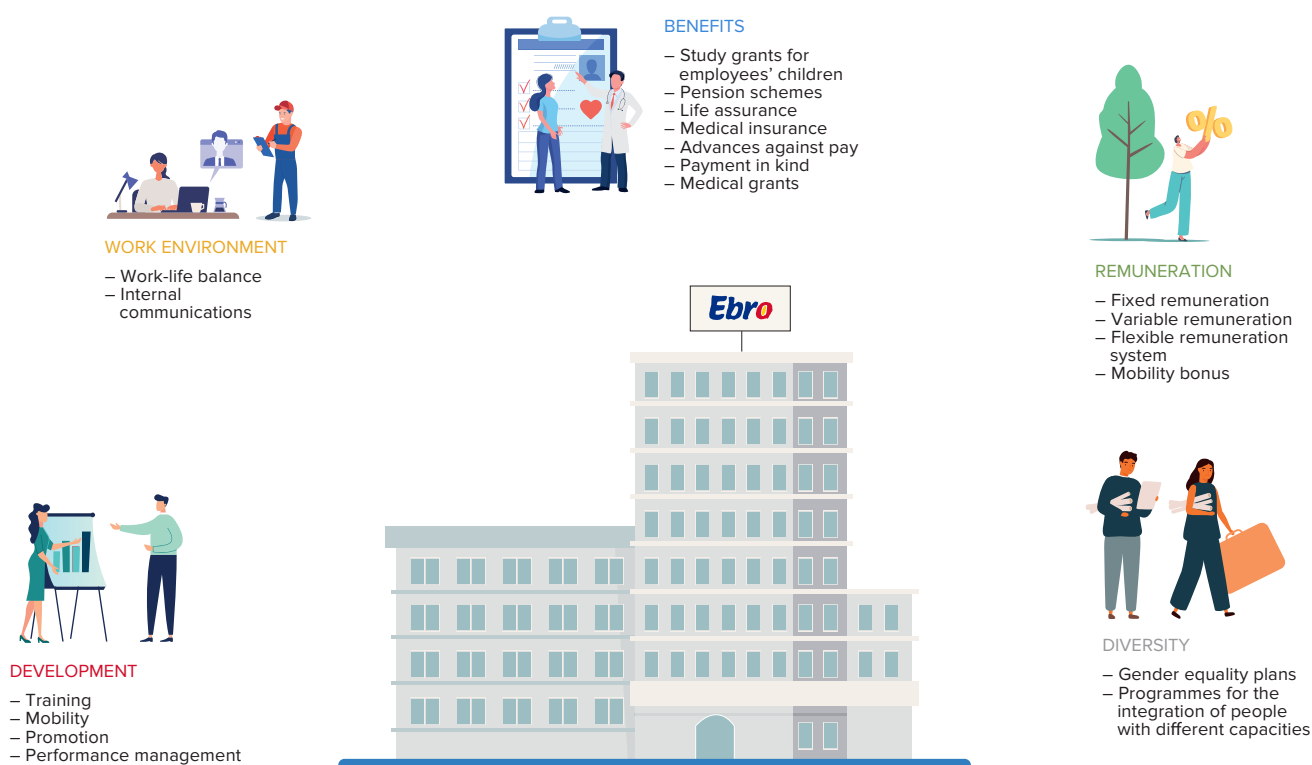 BENEFITS
– Study grants for
employees’ children
– Pension schemes
– Life assurance
– Medical insurance
– Advances against pay
– Payment in kind
– Medical grants
%
WORK ENVIRONMENT
– Work-life balance
– Internal
communications
REMUNERATION
– Fixed remuneration
– Variable remuneration
– Flexible remuneration
system
– Mobility bonus
Ebro
DEVELOPMENT
– Training
– Mobility
– Promotion
– Performance management
DIVERSITY
– Gender equality plans
– Programmes for the
integration of people
with different capacities